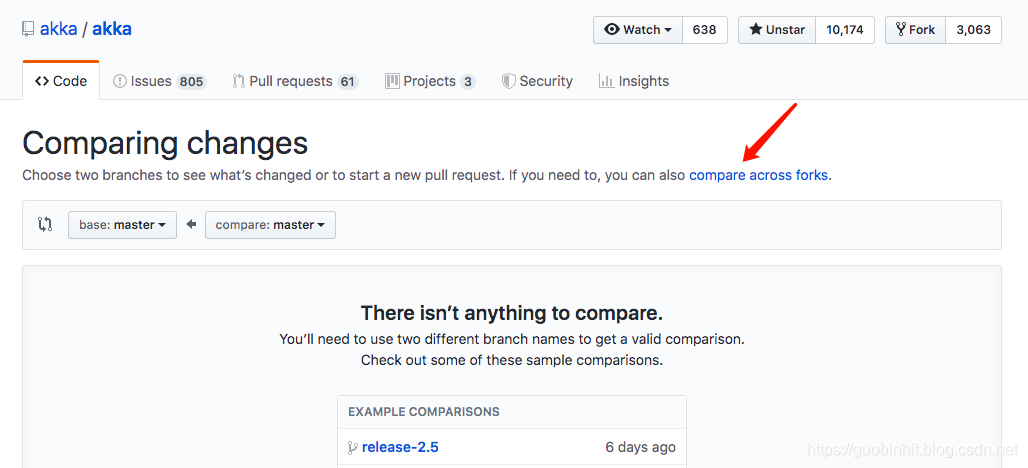 akka / akka
Watch 638 Unstar 10,174 Fork 3,063
Code Issues 805 Pull requests 61 Projects 3 Security Insights
Comparing changes
Choose two branches to see what's changed or to start a new pull request. If you need to, you can also compare across forks.
base: master compare: master
There isn't anything to compare.
You'll need to use two different branch names to get a valid comparison.
Check out some of these sample comparisons.
EXAMPLE COMPARISONS
release-2.5 6 days ago
https://guobinhit.blog.csdn.net